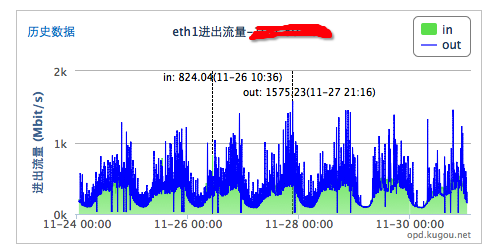 历史数据
eth1进出流量-
in
out
in: 824.04(11-26 10:36)
out: 1575.23(11-27 21:16)
进出流量 (Mbit/s)
2k
1k
0k
11-24 00:00
11-26 00:00
11-28 00:00
11-30 00:00
opd.kugou.net